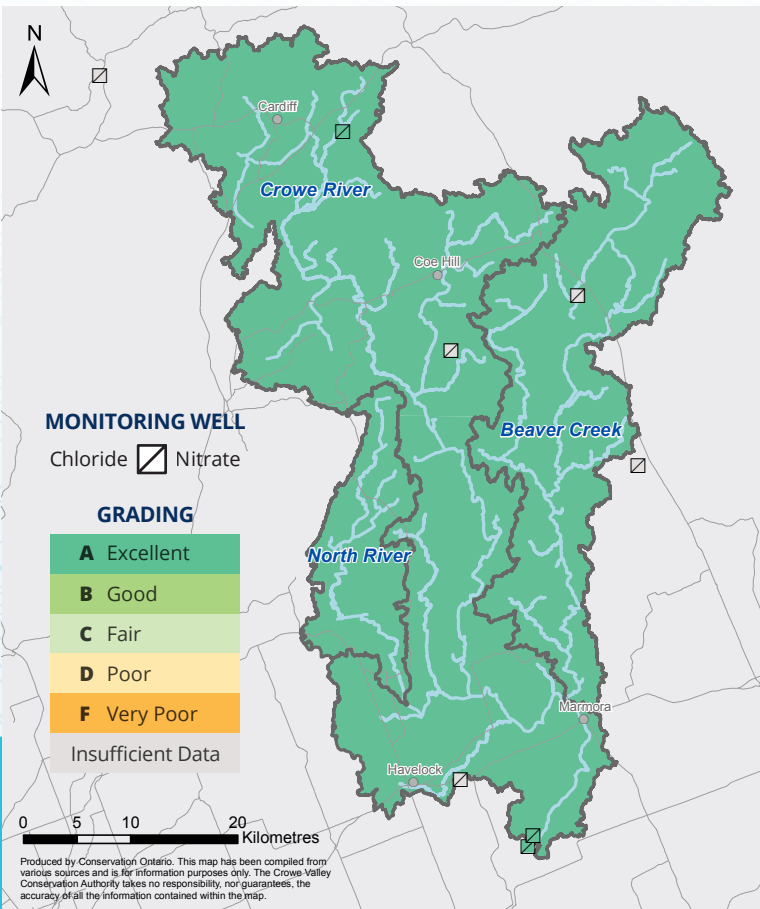 N
Cardiff
Crowe River
Coe Hill
MONITORING WELL
Chloride Nitrate
Beaver Creek
GRADING
A Excellent
B Good
C Fair
D Poor
F Very Poor
Insufficient Data
North River
Marmora
Havelock
0 5 10 20
Kilometres
Produced by Conservation Ontario. This map has been compiled from
various sources and is for information purposes only. The Crowe Valley
Conservation Authority takes no responsibility, nor guarantees, the
accuracy of all the information contained within the map.